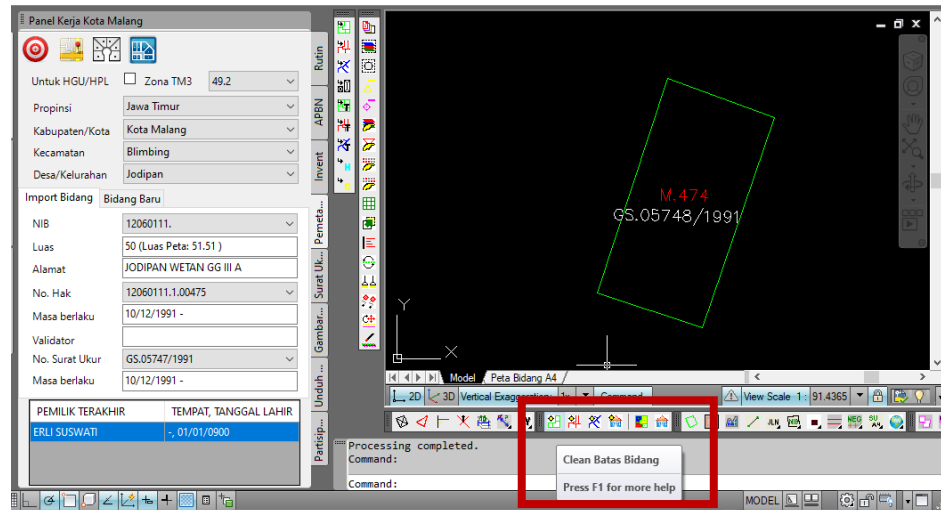 Panel Kerja Kota Malang
Untuk HGU/HPL
Zona TM3
49.2
Propinsi
Jawa Timur
Kabupaten/Kota
Kota Malang
Kecamatan
Blimbing
Desa/Kelurahan
Jodipan
Import Bidang
Bidang Baru
NIB
12060111.
Luas
50 (Luas Peta: 51.51 )
Alamat
JODIPAN WETAN GG III A
No. Hak
12060111.1.00475
Masa berlaku
10/12/1991 -
Validator
No. Surat Ukur
GS.05747/1991
Masa berlaku
10/12/1991 -
PEMILIK TERAKHIR
TEMPAT, TANGGAL LAHIR
ERLI SUSWATI
-, 01/01/0900
Rutin
APBN
Invent
Pemeta...
Surat Uk...
Gambar...
Unduh ...
Partisip...
M.474
GS.05748/1991
Y
X
Model
Peta Bidang A4
2D
3D
Vertical Exaggeration: 1x
Command
View Scale 1 : 91.4365
Processing completed.
Command:
Command:
Clean Batas Bidang
Press F1 for more help
MODEL